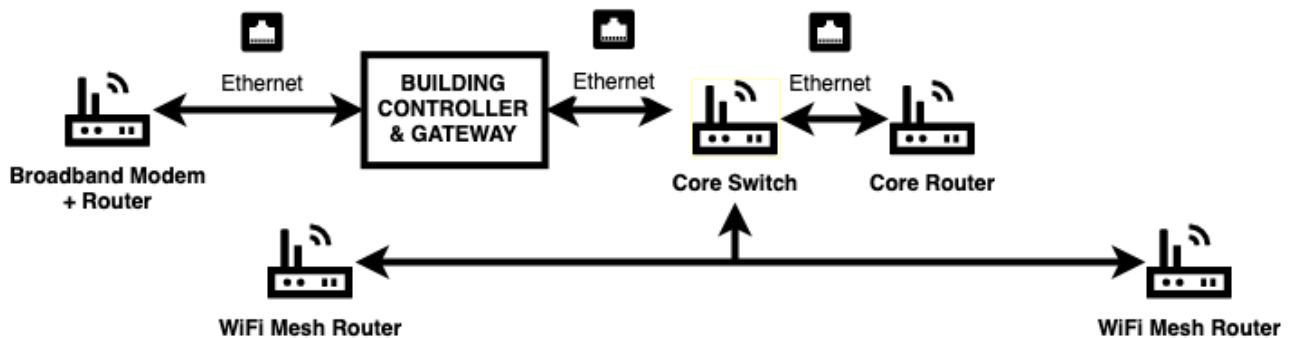 Ethernet
Ethernet
Ethernet
BUILDING
CONTROLLER
& GATEWAY
Broadband Modem
+ Router
Core Switch
Core Router
WiFi Mesh Router
WiFi Mesh Router